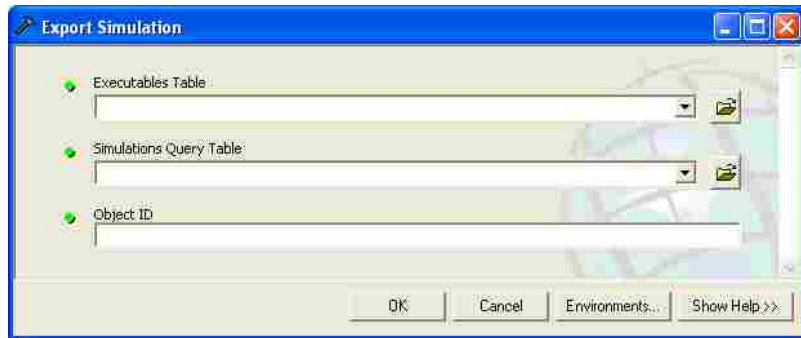 Export Simulation
Executables Table
Simulations Query Table
Object ID
OK Cancel Environments... Show Help >>